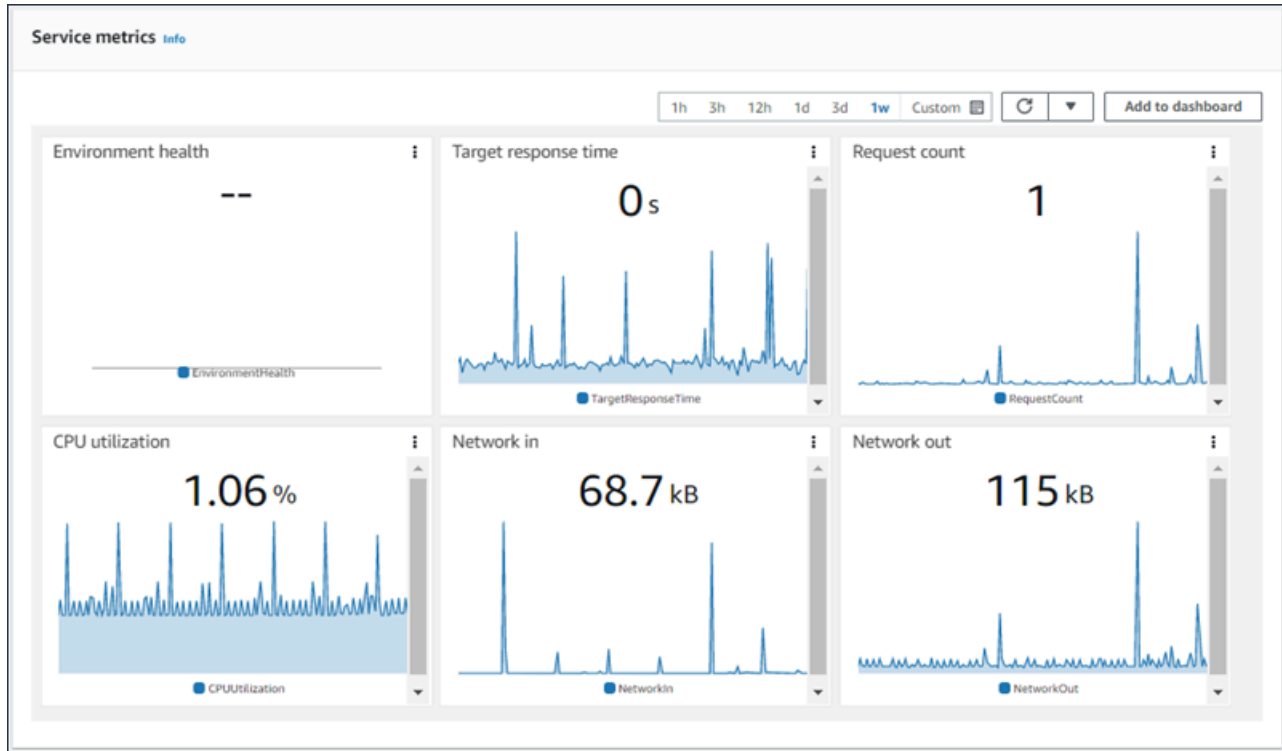 Service metrics Info
1h 3h 12h 1d 3d 1w Custom Add to dashboard
Environment health
--
EnvironmentHealth
Target response time
0 s
TargetResponseTime
Request count
1
RequestCount
CPU utilization
1.06 %
CPUUtilization
Network in
68.7 kB
NetworkIn
Network out
115 kB
NetworkOut